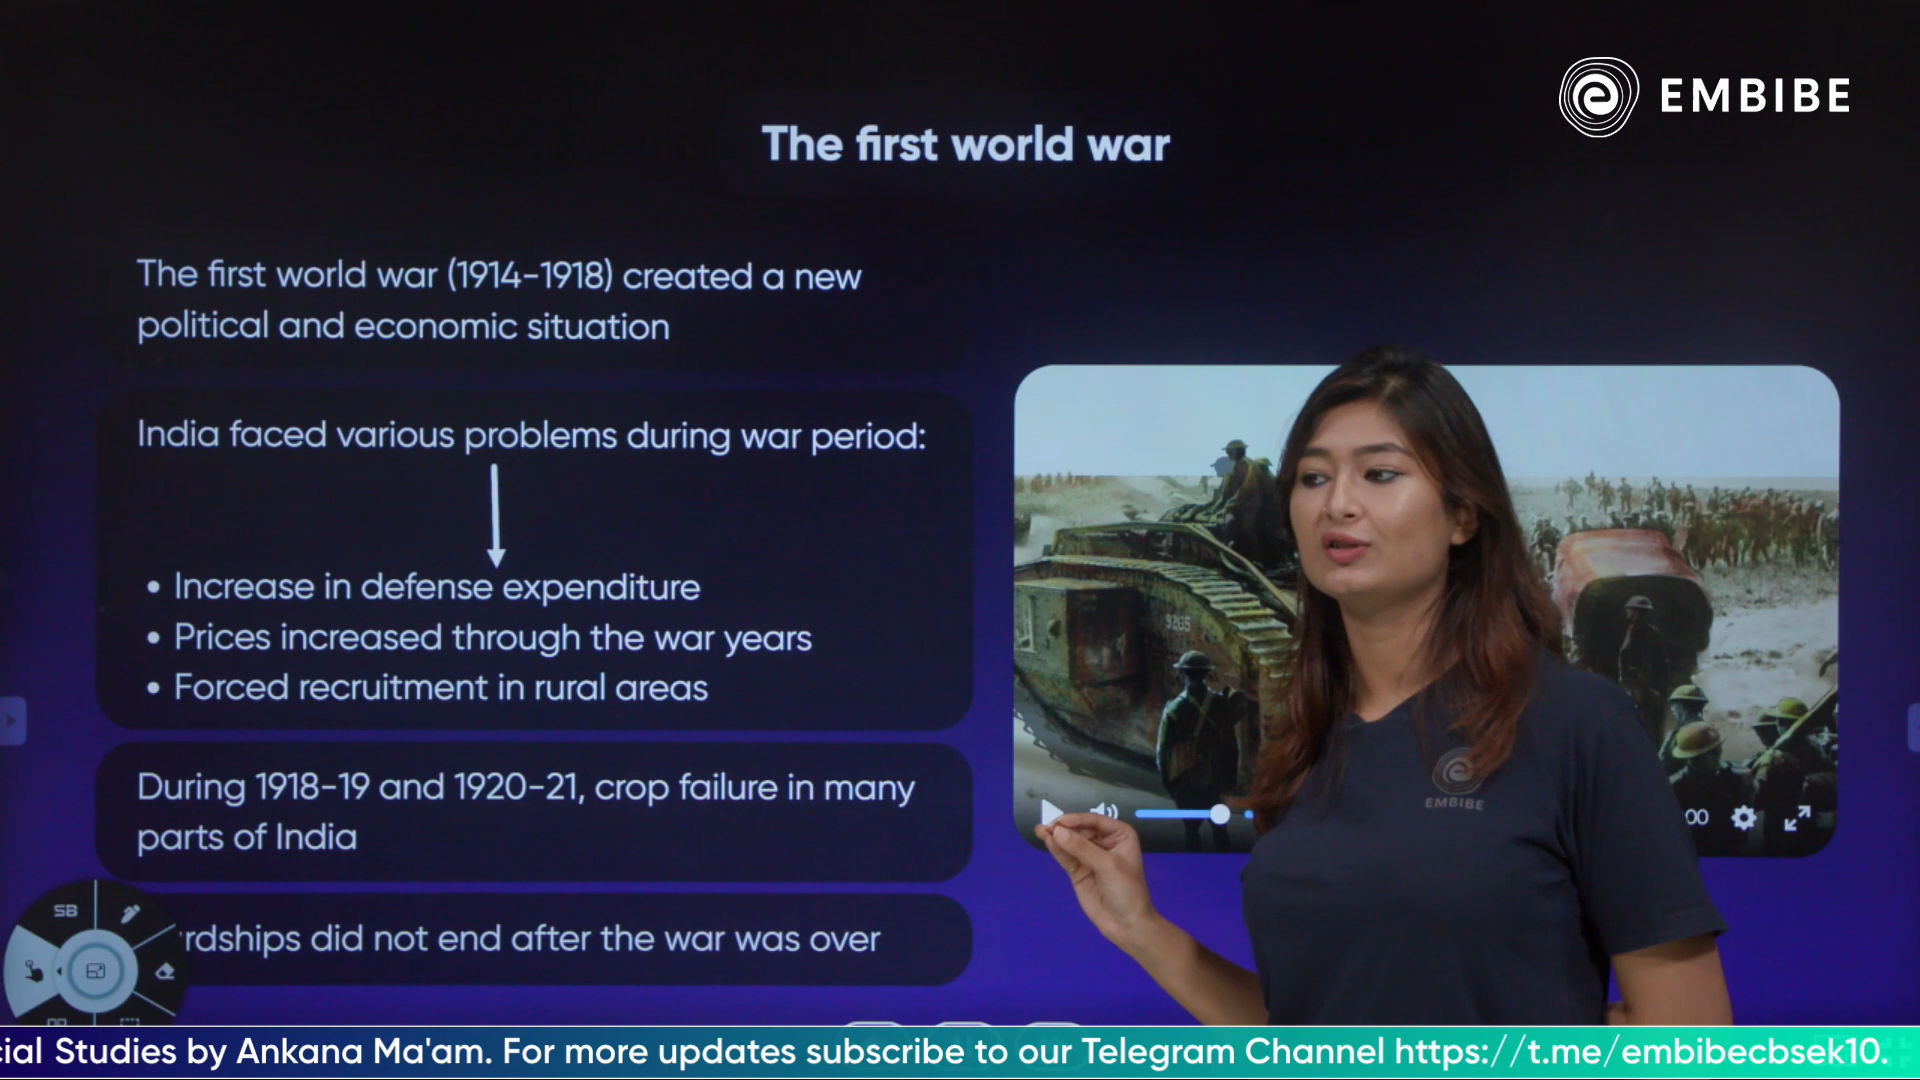 EMBIBE
The first world war
The first world war (1914-1918) created a new
political and economic situation
India faced various problems during war period:
• Increase in defense expenditure
• Prices increased through the war years
• Forced recruitment in rural areas
During 1918-19 and 1920-21, crop failure in many
parts of India
rdships did not end after the war was over
9205
00
EMBIBE
SB
cial Studies by Ankana Ma'am. For more updates subscribe to our Telegram Channel https://t.me/embibecbsek10.